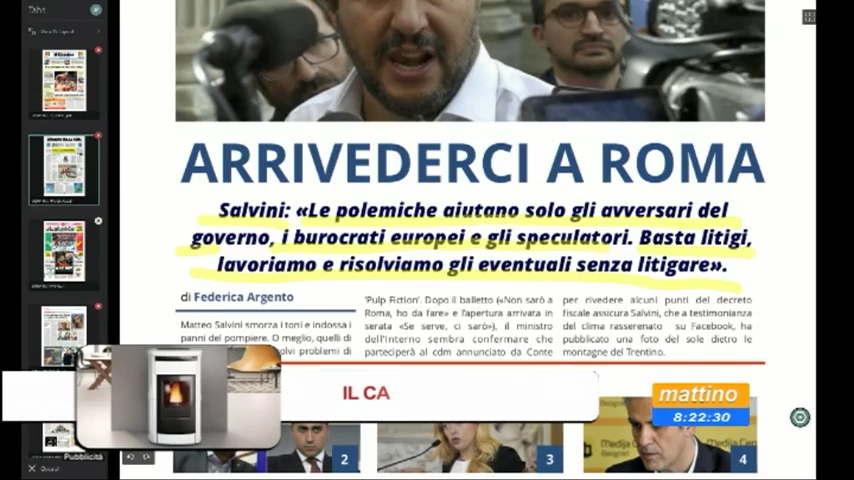 Tabs
ARRIVEDERCI A ROMA
Salvini: «Le polemiche aiutano solo gli avversari del
governo, i burocrati europei e gli speculatori. Basta litigi,
lavoriamo e risolviamo gli eventuali senza litigare».
di Federica Argento
Matteo Salvini smorza i toni e indossa i
panni del pompiere. O meglio, quelli di
olvi problemi di
'Pulp Fiction'. Dopo il balletto («Non sarò a
Roma, ho da fare» e l'apertura arrivata in
serata «Se serve, ci sarò»), il ministro
dell'Interno sembra confermare che
parteciperà al cdm annunciato da Conte
per rivedere alcuni punti del decreto
fiscale assicura Salvini, che a testimonianza
del clima rasserenato su Facebook, ha
pubblicato una foto del sole dietro le
montagne del Trentino.
IL CA
mattino
8:22:30
Pubblicità
2
3
4